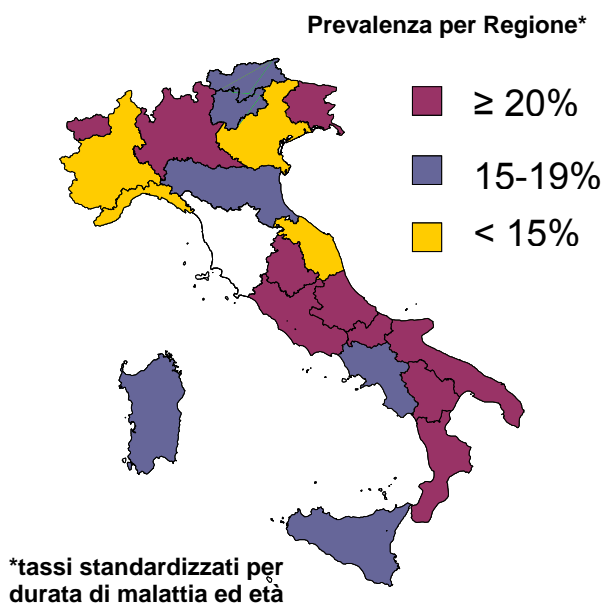 Prevalenza per Regione*
≥ 20%
15-19%
< 15%
*tassi standardizzati per
durata di malattia ed età